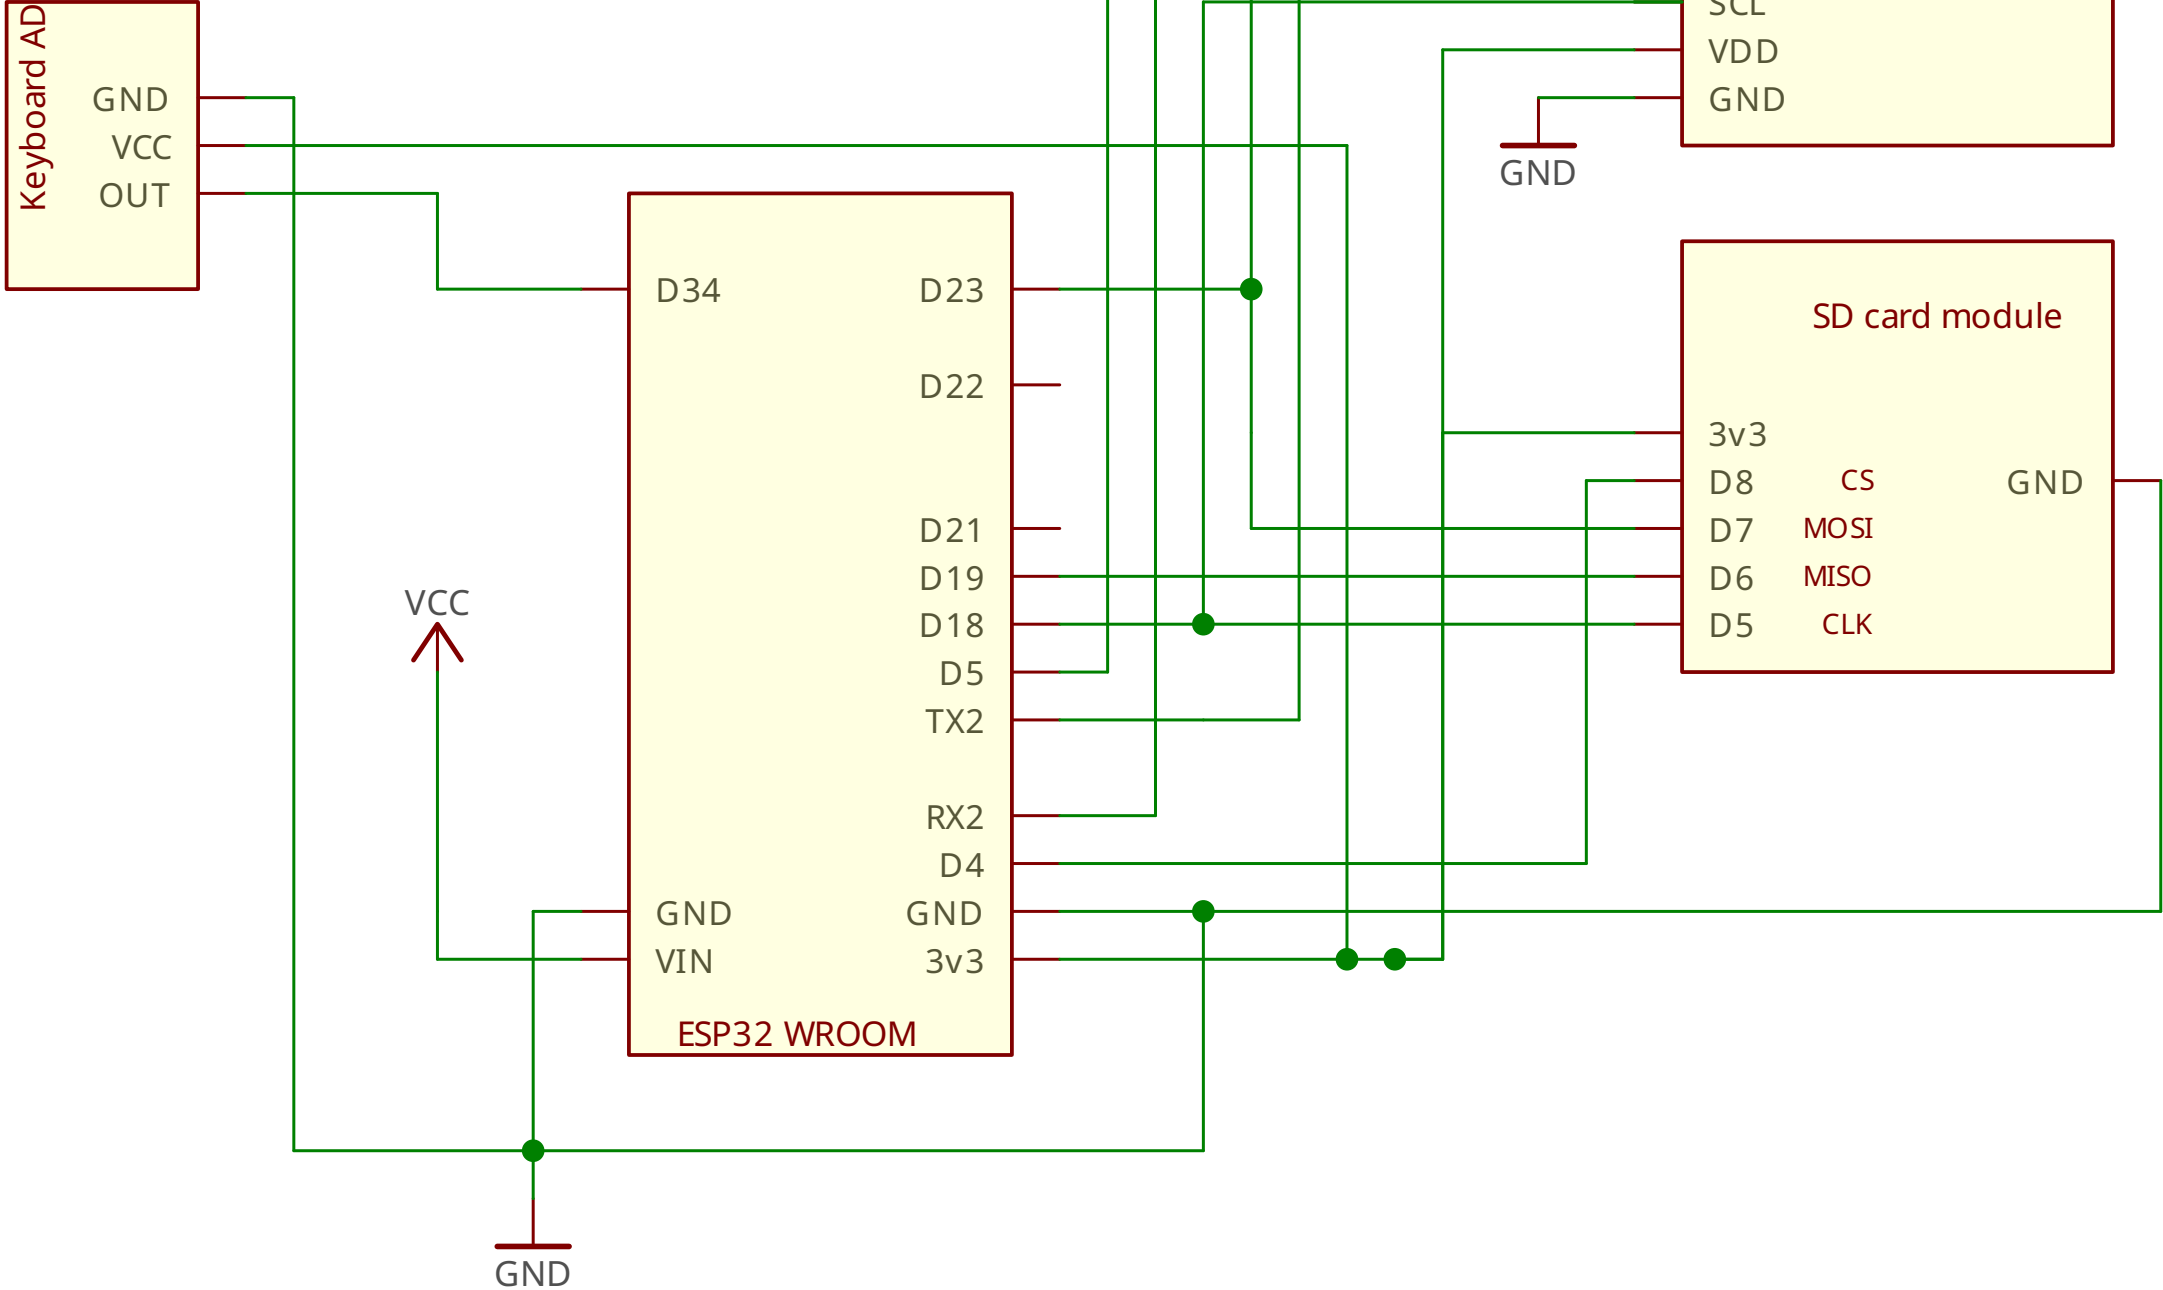 Keyboard AD
GND
VCC
OUT
SCL
VDD
GND
GND
D34
D23
D22
D21
D19
D18
D5
TX2
RX2
D4
GND
3v3
GND
VIN
ESP32 WROOM
VCC
GND
SD card module
3v3
D8 CS
GND
D7 MOSI
D6 MISO
D5 CLK